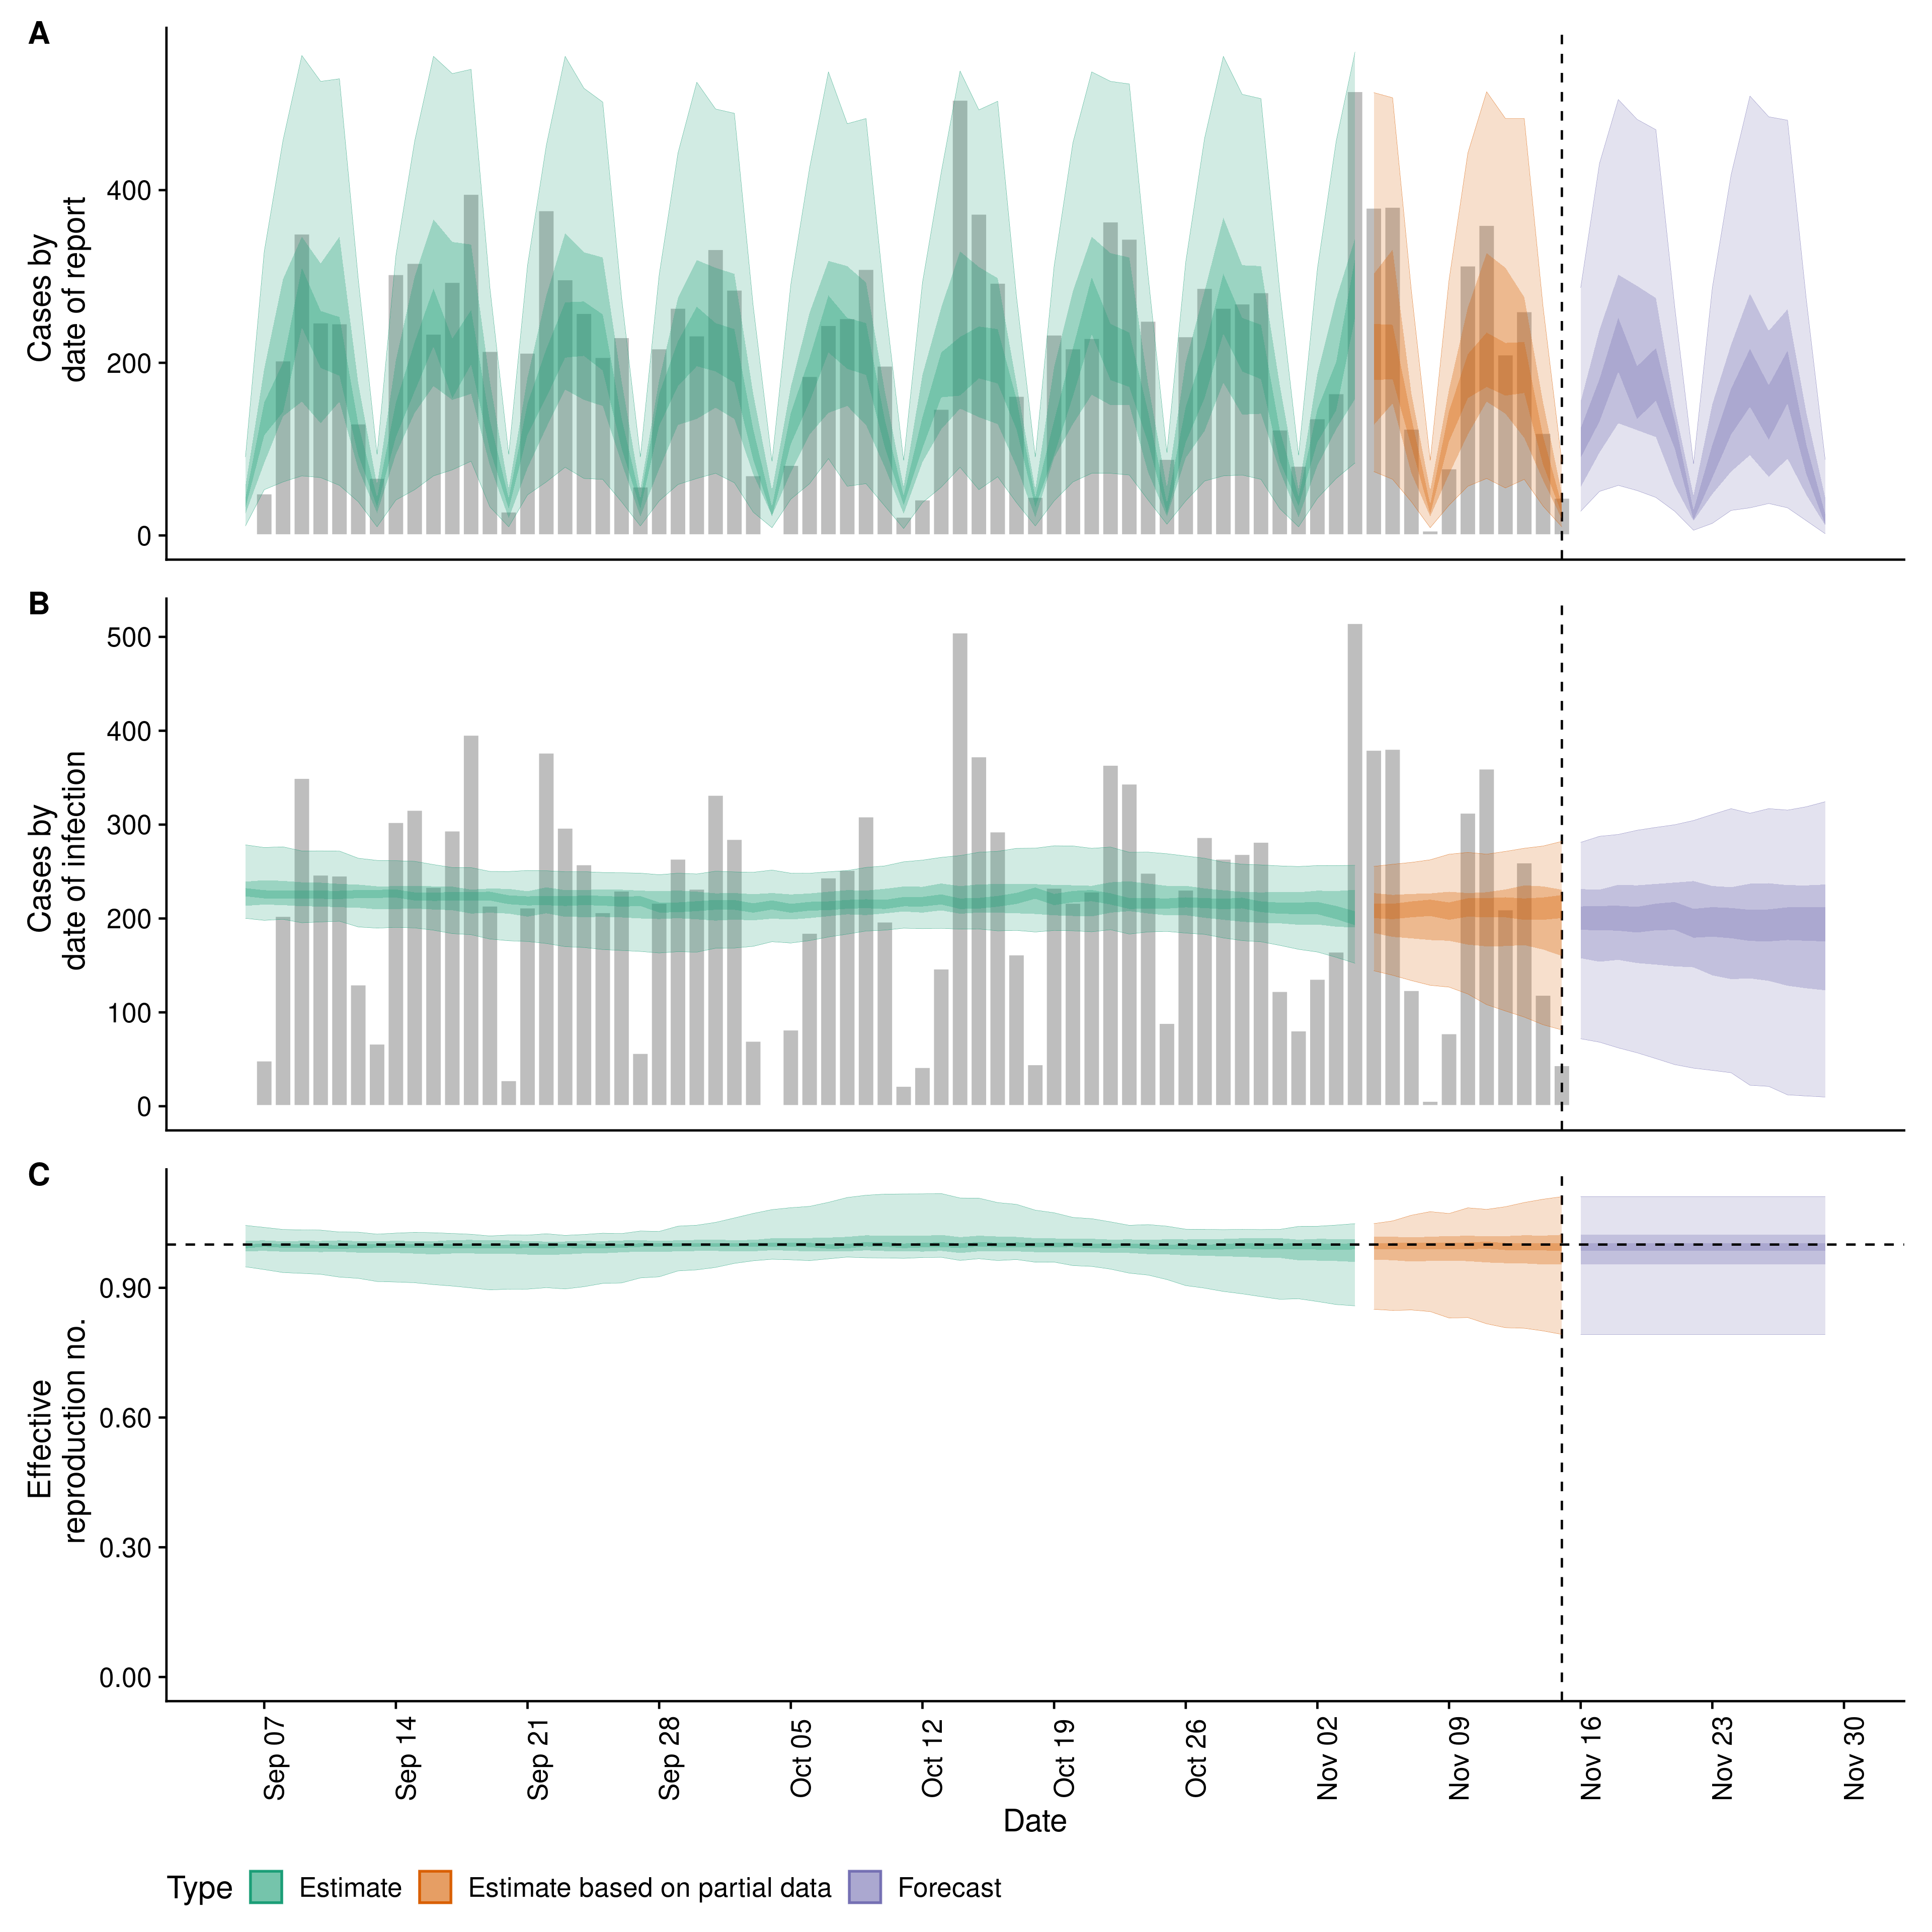 A
Cases by
date of report
400
200
0
B
Cases by
date of infection
500
400
300
200
100
0
C
Effective
reproduction no.
0.90
0.60
0.30
0.00
Sep 07
Sep 14
Sep 21
Sep 28
Oct 05
Oct 12
Oct 19
Oct 26
Nov 02
Nov 09
Nov 16
Nov 23
Nov 30
Date
Type Estimate Estimate based on partial data Forecast